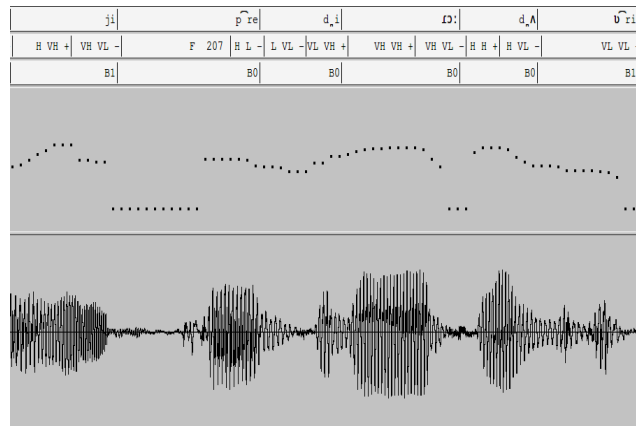 ji p͡re d̪i ɾɔː d̪ʌ ʋ͡ri
H VH + VH VL - F 207 H L - L VL - VL VH + VH VH + VH VL - H H + H VL - VL VL -
B1 B0 B0 B0 B0 B1